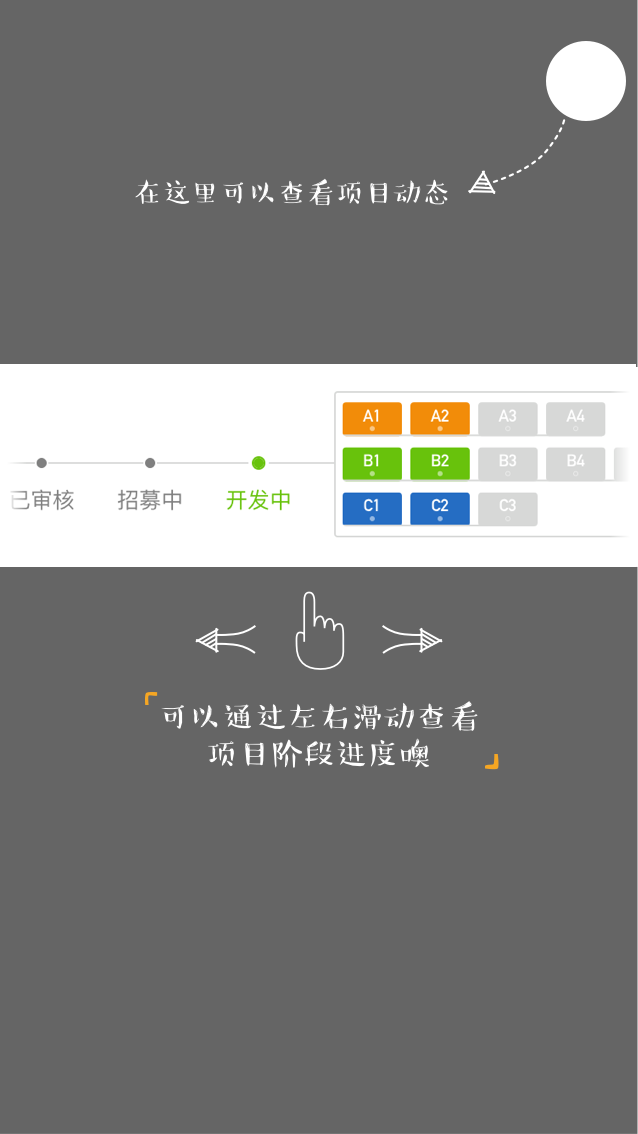 在这里可以查看项目动态
A1 A2 A3 A4
B1 B2 B3 B4
C1 C2 C3
已审核 招募中 开发中
可以通过左右滑动查看
项目阶段进度噢